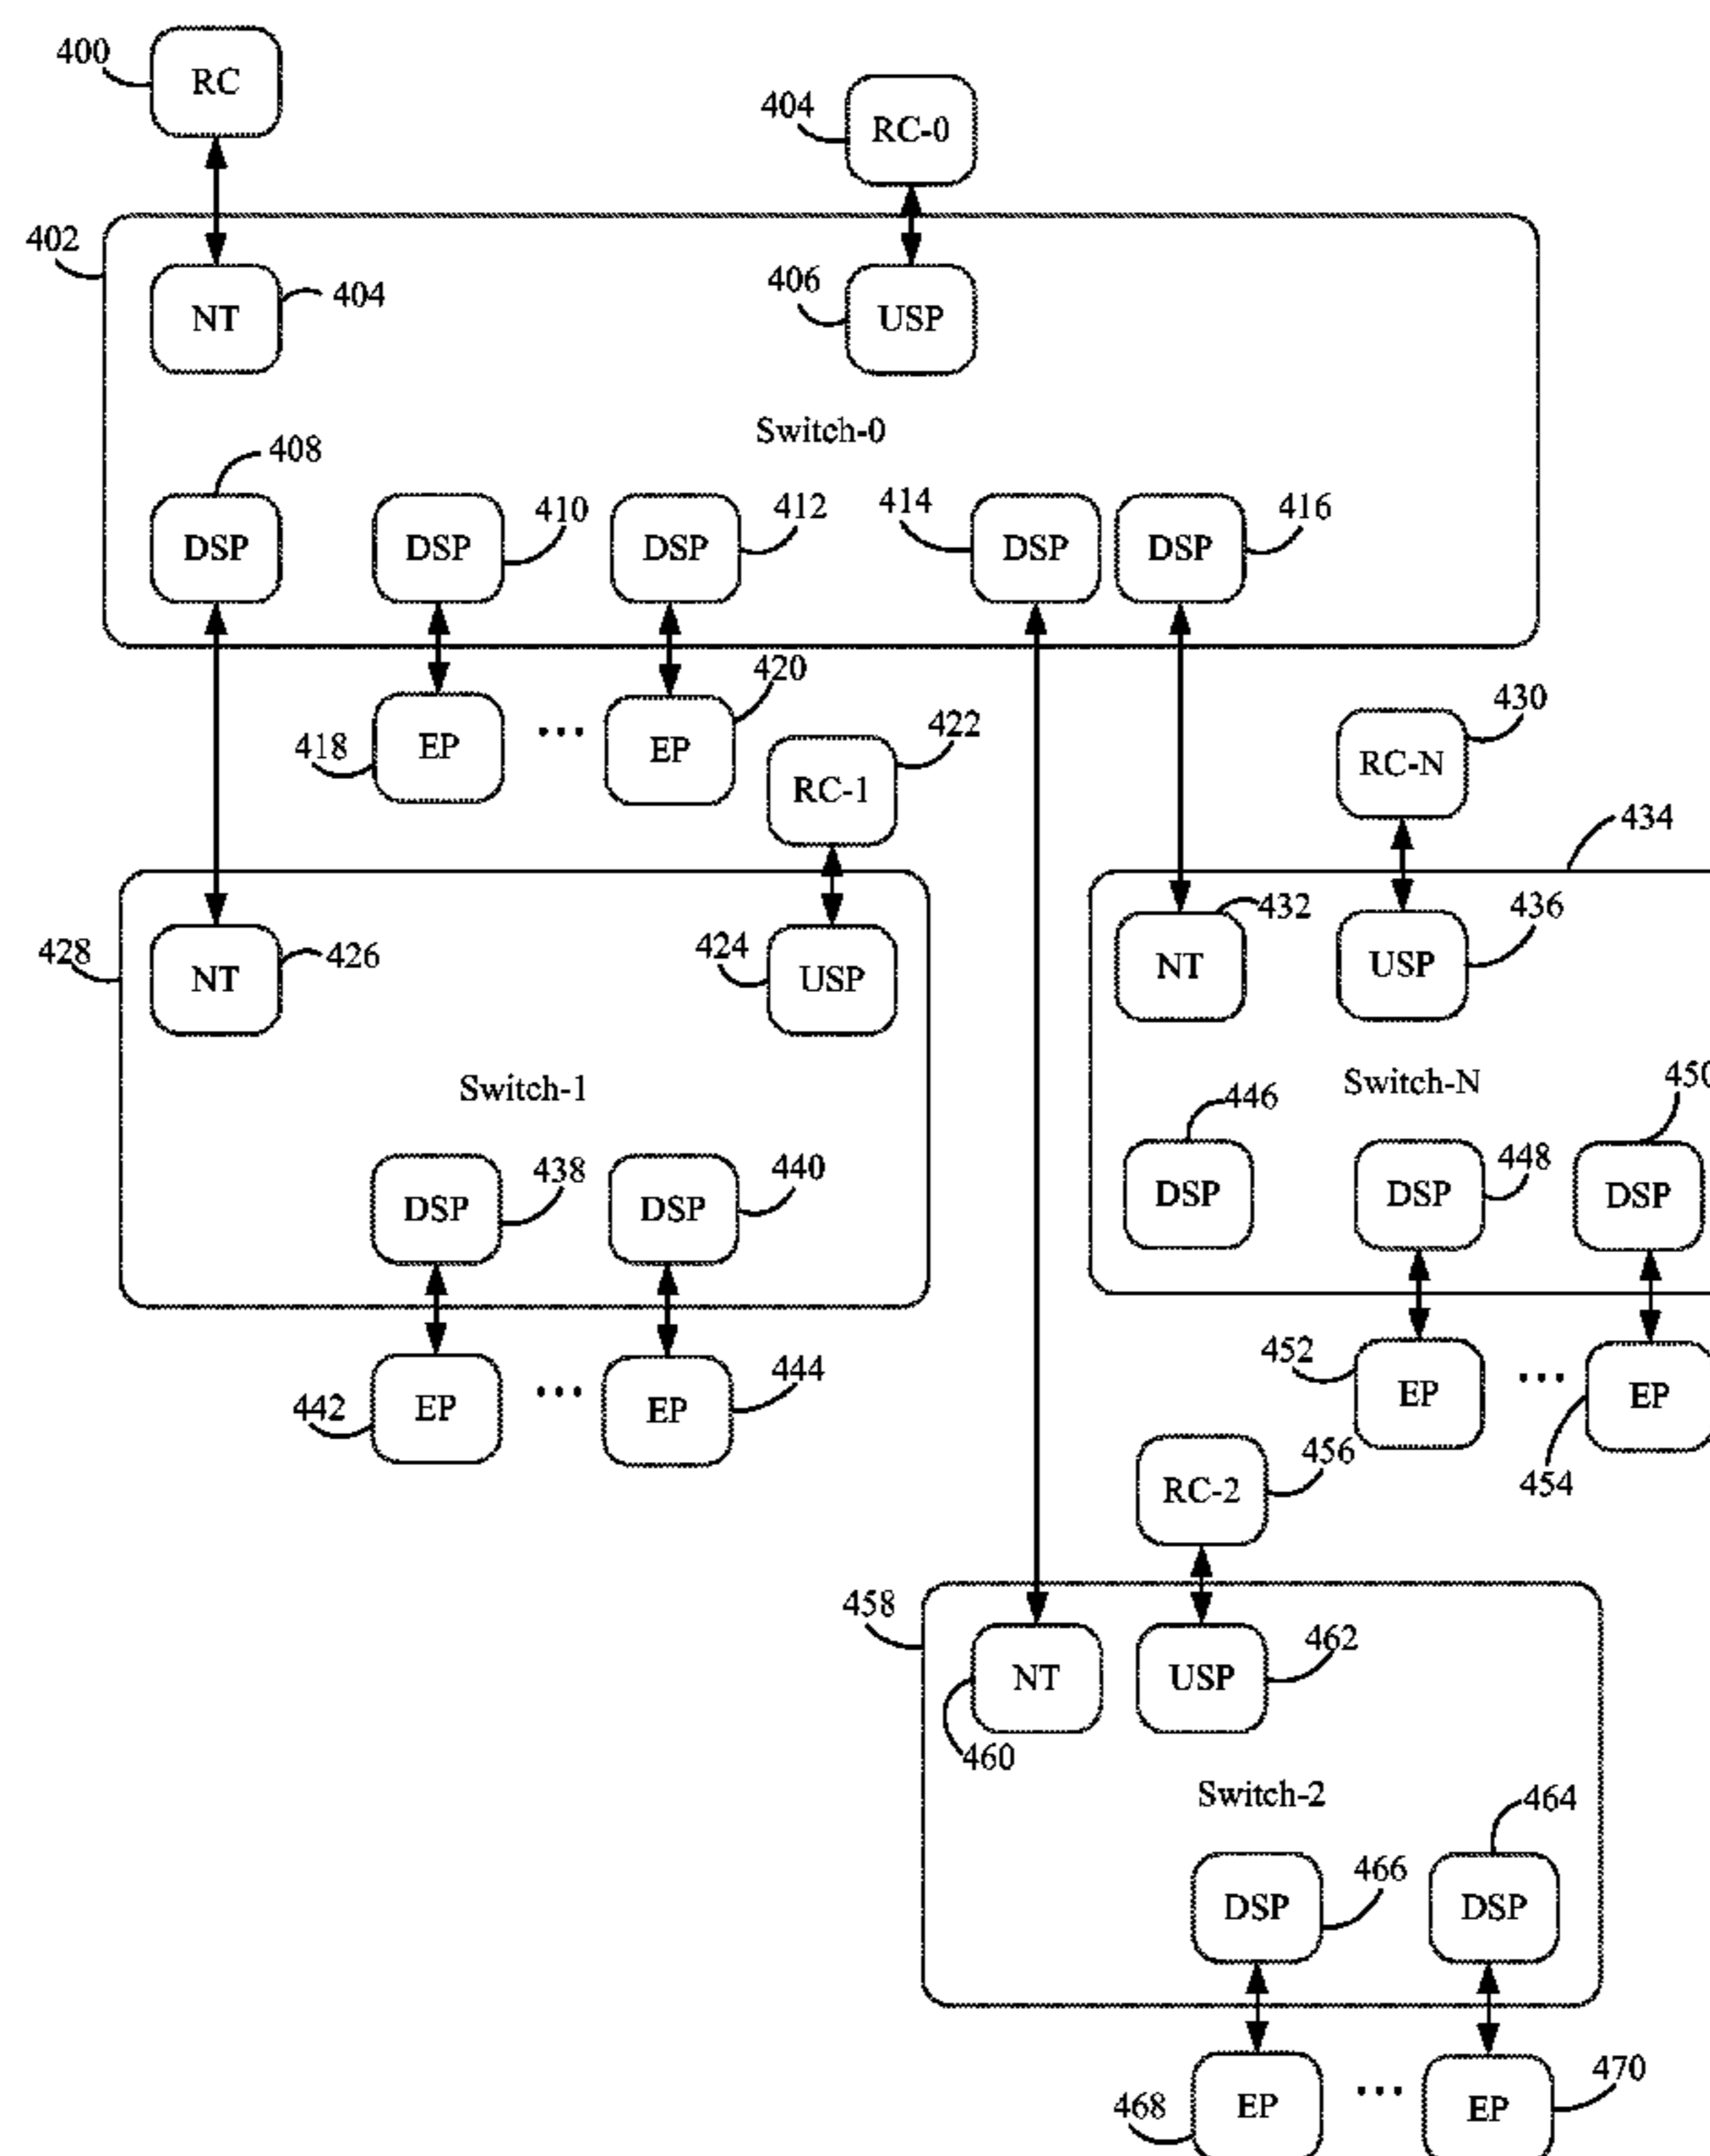 400
RC
404
RC-0
402
NT
404
406
USP
Switch-0
408
DSP
DSP
410
DSP
412
414
DSP
DSP
416
418
EP
...
EP
420
RC-1
422
RC-N
430
434
428
NT
426
424
USP
NT
432
USP
436
Switch-1
Switch-N
DSP
438
DSP
440
446
DSP
DSP
448
450
DSP
442
EP
...
EP
444
452
EP
...
EP
454
RC-2
456
458
NT
460
USP
462
Switch-2
DSP
466
464
DSP
468
EP
...
EP
470